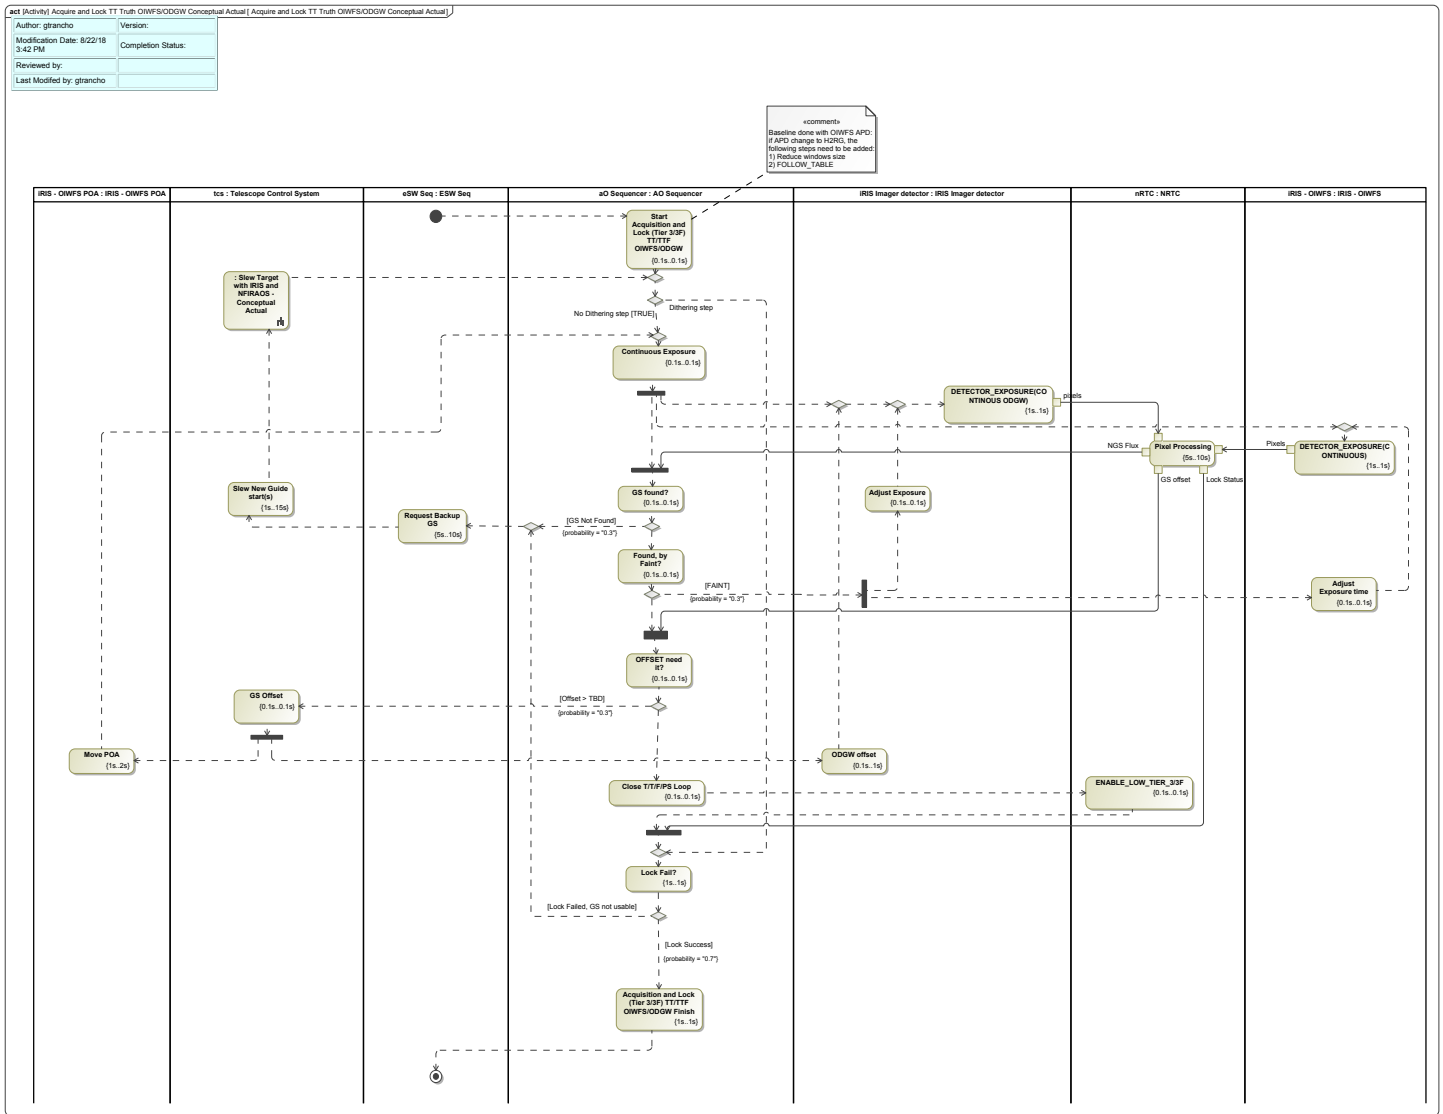 act [Activity] Acquire and Lock TT Truth OIWFS/ODGW Conceptual Actual [ Acquire and Lock TT Truth OIWFS/ODGW Conceptual Actual]
Author: gtrancho
Version:
Modification Date: 8/22/18
3:42 PM
Completion Status:
Reviewed by:
Last Modifed by: gtrancho
«comment»
Baseline done with OIWFS APD:
if APD change to H2RG, the
following steps need to be added:
1) Reduce windows size
2) FOLLOW_TABLE
iRIS - OIWFS POA : IRIS - OIWFS POA
tcs : Telescope Control System
eSW Seq : ESW Seq
aO Sequencer : AO Sequencer
iRIS Imager detector : IRIS Imager detector
nRTC : NRTC
iRIS - OIWFS : IRIS - OIWFS
Start
Acquisition and
Lock (Tier 3/3F)
TT/TTF
OIWFS/ODGW
{0.1s..0.1s}
: Slew Target
with IRIS and
NFIRAOS -
Conceptual
Actual
Dithering step
No Dithering step [TRUE]
Continuous Exposure
{0.1s..0.1s}
DETECTOR_EXPOSURE(CO
NTINOUS ODGW)
{1s..1s}
pixels
NGS Flux
Pixel Processing
{5s..10s}
Pixels
DETECTOR_EXPOSURE(C
ONTINUOUS)
{1s..1s}
GS offset
Lock Status
Slew New Guide
start(s)
{1s..15s}
GS found?
{0.1s..0.1s}
Adjust Exposure
{0.1s..0.1s}
Request Backup
GS
{5s..10s}
[GS Not Found]
{probability = "0.3"}
Found, by
Faint?
{0.1s..0.1s}
[FAINT]
{probability = "0.3"}
Adjust
Exposure time
{0.1s..0.1s}
OFFSET need
it?
{0.1s..0.1s}
GS Offset
{0.1s..0.1s}
[Offset > TBD]
{probability = "0.3"}
Move POA
{1s..2s}
ODGW offset
{0.1s..1s}
Close T/T/F/PS Loop
{0.1s..0.1s}
ENABLE_LOW_TIER_3/3F
{0.1s..0.1s}
Lock Fail?
{1s..1s}
[Lock Failed, GS not usable]
[Lock Success]
{probability = "0.7"}
Acquisition and Lock
(Tier 3/3F) TT/TTF
OIWFS/ODGW Finish
{1s..1s}